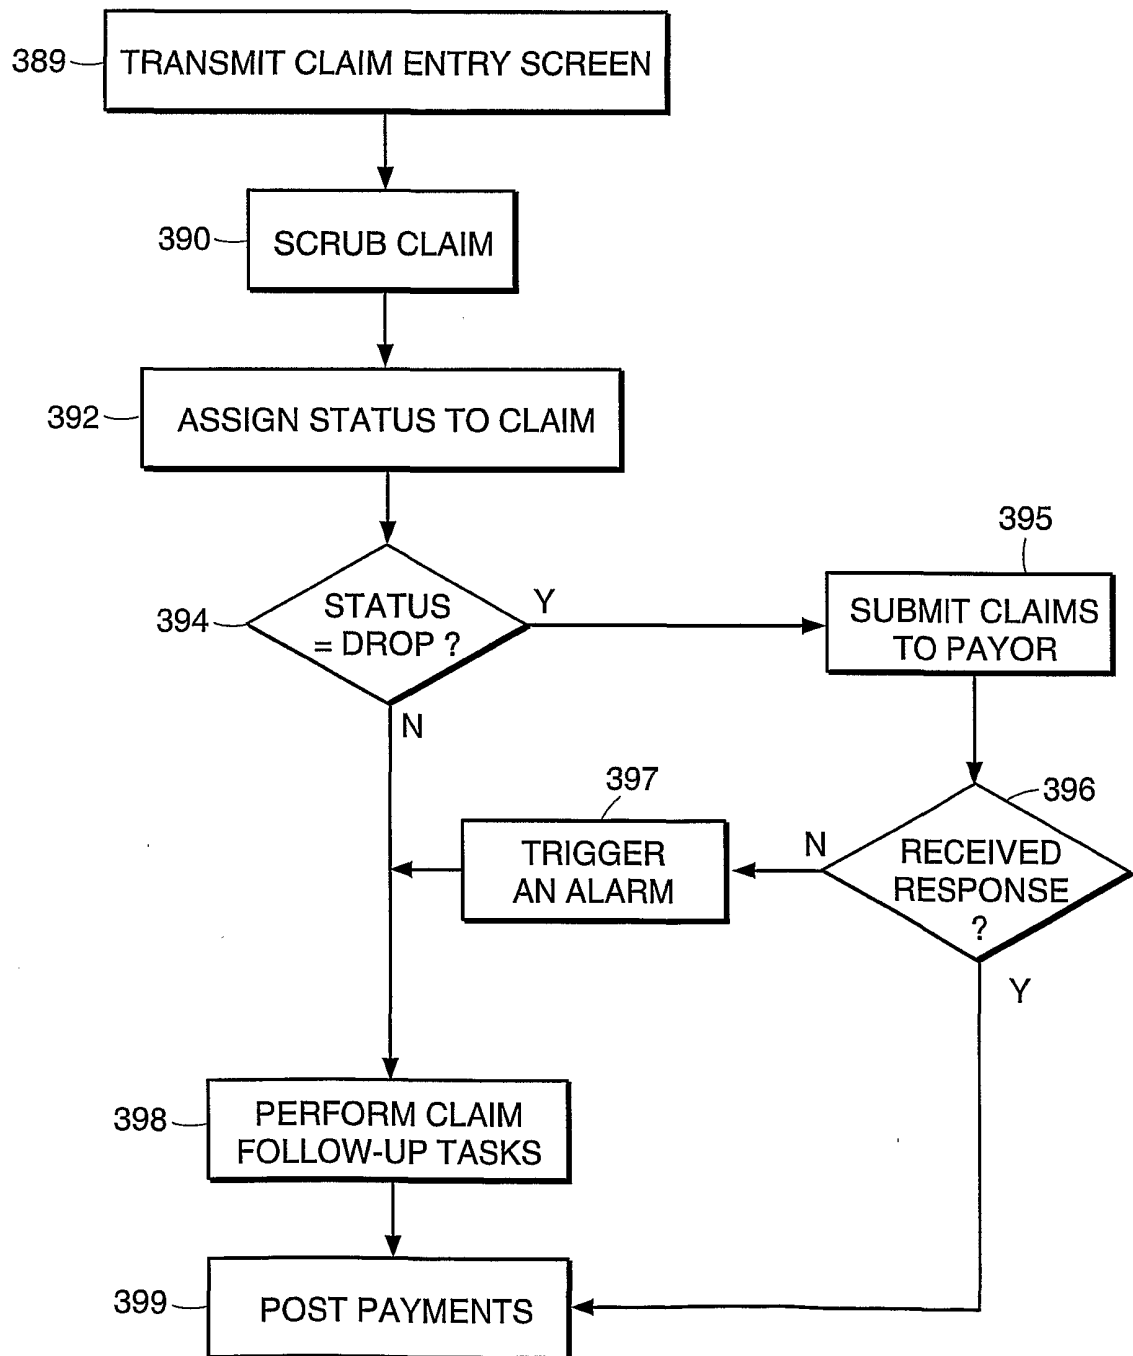 389
TRANSMIT CLAIM ENTRY SCREEN
390
SCRUB CLAIM
392
ASSIGN STATUS TO CLAIM
394
STATUS
= DROP ?
Y
N
395
SUBMIT CLAIMS
TO PAYOR
396
RECEIVED
RESPONSE
?
N
Y
397
TRIGGER
AN ALARM
398
PERFORM CLAIM
FOLLOW-UP TASKS
399
POST PAYMENTS